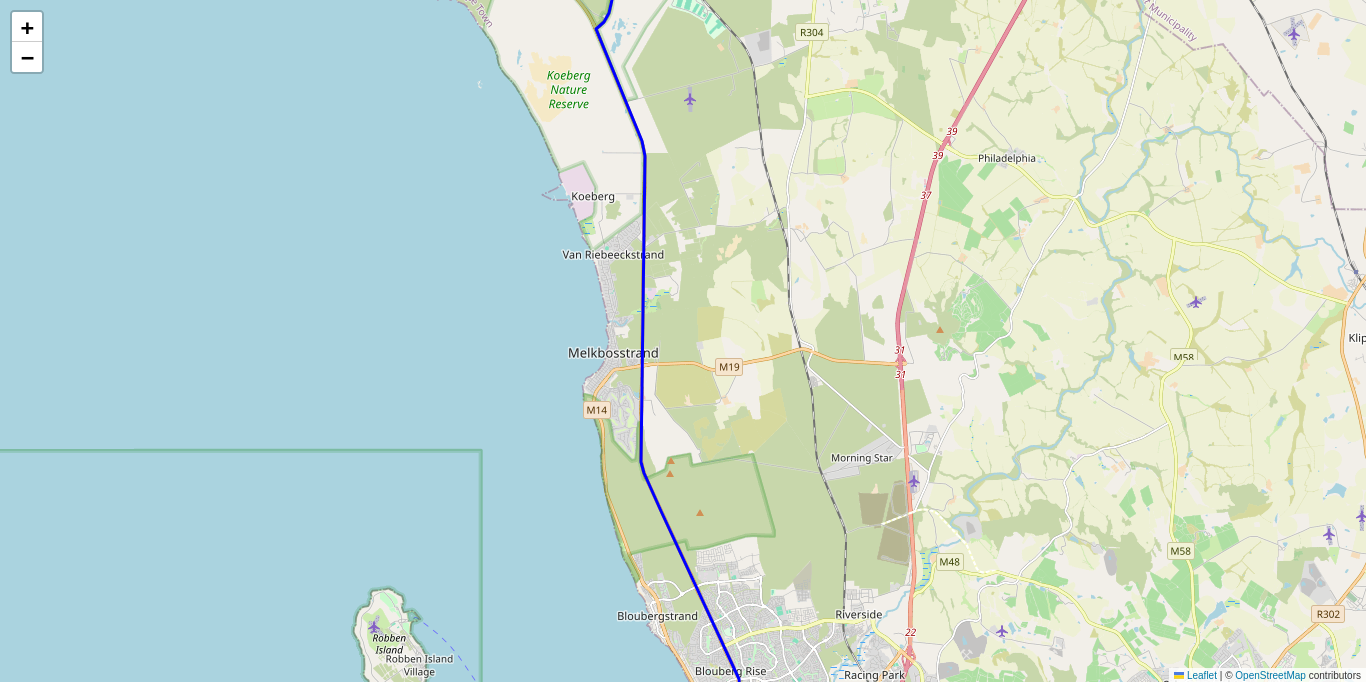 +
−
Town
Municipality
R304
Koeberg
Nature
Reserve
39
39
Philadelphia
37
Koeberg
Van Riebeeckstrand
Melkbosstrand
31
31
M19
M58
Klip
M14
Morning Star
M58
M48
Bloubergstrand
Riverside
R302
22
Robben
Island
Robben Island
Village
Blouberg Rise
Racing Park
Leaflet | © OpenStreetMap contributors